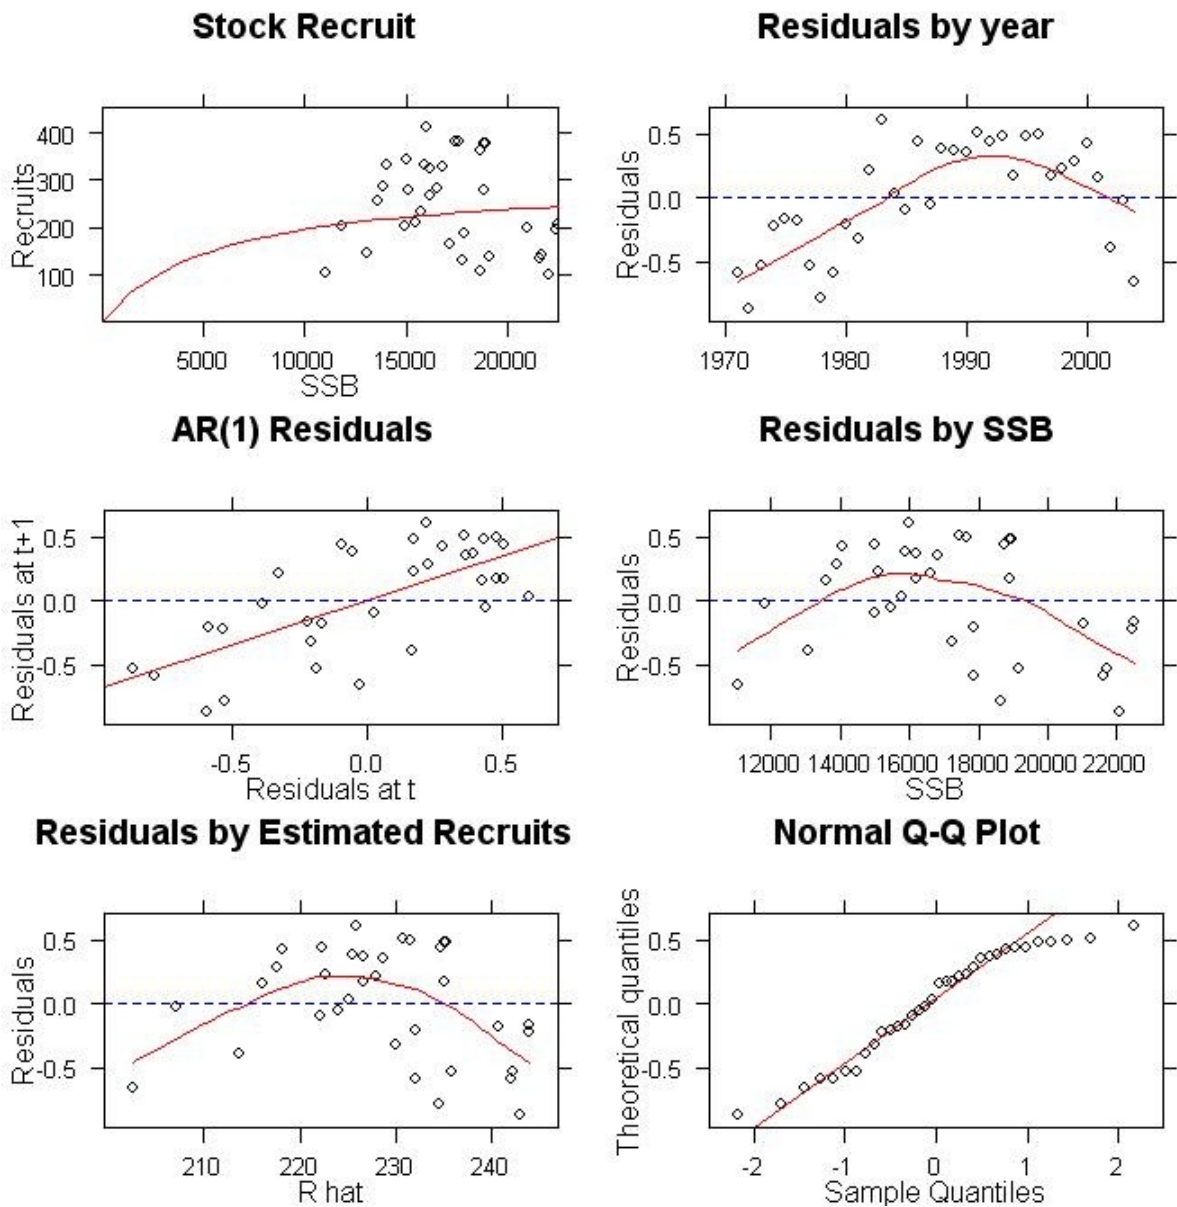 Stock Recruit
Recruits
400
300
200
100
5000 10000 15000 20000
SSB
Residuals by year
Residuals
0.5
0.0
-0.5
1970 1980 1990 2000
AR(1) Residuals
Residuals at t+1
0.5
0.0
-0.5
-0.5 0.0 0.5
Residuals at t
Residuals by SSB
Residuals
0.5
0.0
-0.5
12000 14000 16000 18000 20000 22000
SSB
Residuals by Estimated Recruits
Residuals
0.5
0.0
-0.5
210 220 230 240
R hat
Normal Q-Q Plot
Theoretical quantiles
0.5
0.0
-0.5
-2 -1 0 1 2
Sample Quantiles